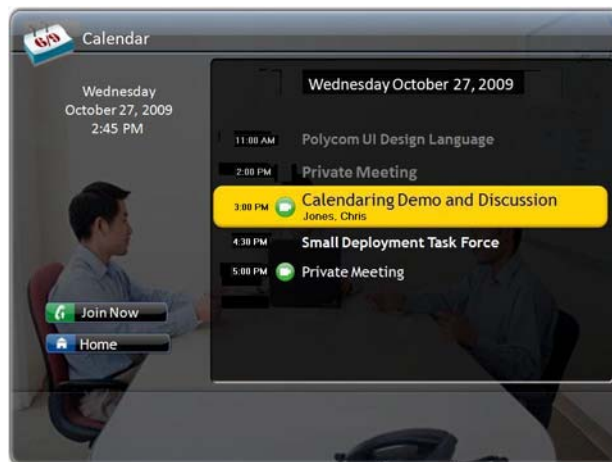 6/9
Calendar
Wednesday
October 27, 2009
2:45 PM
Wednesday October 27, 2009
11:00 AM Polycom UI Design Language
2:00 PM Private Meeting
3:00 PM Calendaring Demo and Discussion
Jones, Chris
4:30 PM Small Deployment Task Force
5:00 PM Private Meeting
Join Now
Home